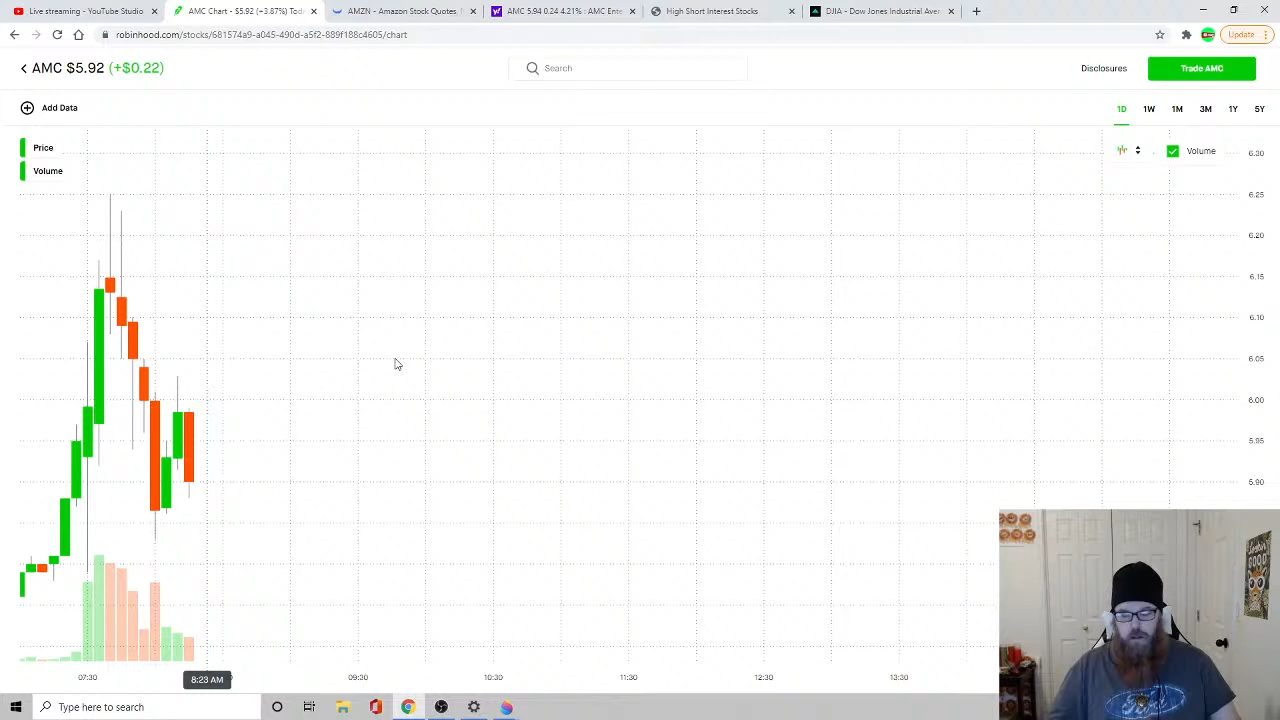 Live streaming - YouTube Studio
AMC Chart - $5.92 (+3.87%) Toda
AMZN - Amazon Stock Quotes,
AMC 5.94 0.24 4.21% : AMC Ente
High Short Interest Stocks
DJIA - Dow Jones Industrial Aver
robinhood.com/stocks/681574a9-a045-490d-a5f2-889f188c4605/chart
Update
AMC $5.92 (+$0.22)
Search
Disclosures
Trade AMC
Add Data
1D 1W 1M 3M 1Y 5Y
Price
Volume
Volume
6.30
6.25
6.20
6.15
6.10
6.05
6.00
5.95
5.90
07:30
8:23 AM
09:30
10:30
11:30
12:30
13:30
Type here to search